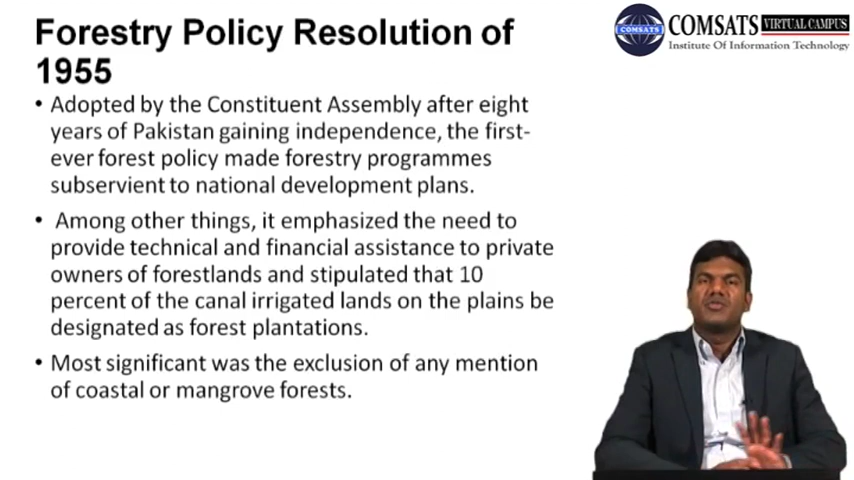 Forestry Policy Resolution of
1955
• Adopted by the Constituent Assembly after eight
years of Pakistan gaining independence, the first-
ever forest policy made forestry programmes
subservient to national development plans.
• Among other things, it emphasized the need to
provide technical and financial assistance to private
owners of forestlands and stipulated that 10
percent of the canal irrigated lands on the plains be
designated as forest plantations.
• Most significant was the exclusion of any mention
of coastal or mangrove forests.
COMSATS
COMSATS VIRTUAL CAMPUS
Institute Of Information Technology